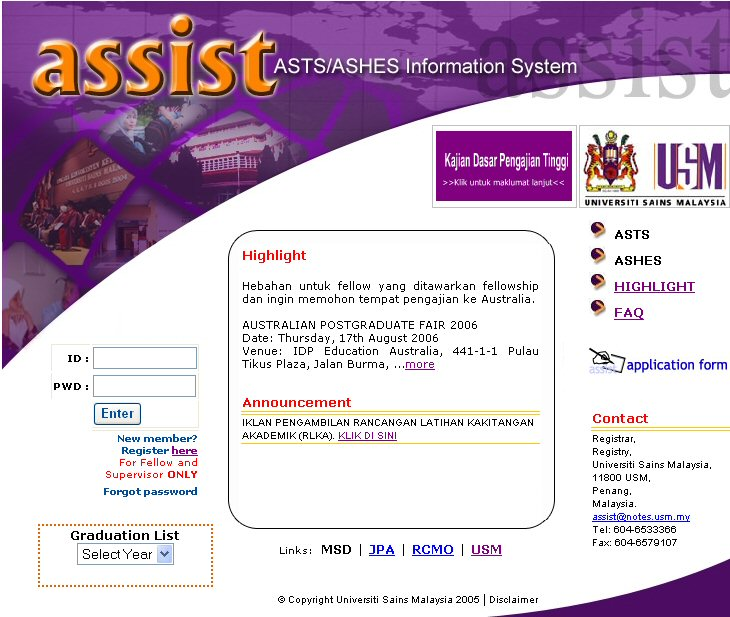 assist
assist
ASTS/ASHES Information System
Kajian Dasar Pengajian Tinggi
>>Klik untuk maklumat lanjut<<
USM
UNIVERSITI SAINS MALAYSIA
ASTS
ASHES
HIGHLIGHT
FAQ
application form
Highlight
Hebahan untuk fellow yang ditawarkan fellowship
dan ingin memohon tempat pengajian ke Australia.
AUSTRALIAN POSTGRADUATE FAIR 2006
Date: Thursday, 17th August 2006
Venue: IDP Education Australia, 441-1-1 Pulau
Tikus Plaza, Jalan Burma, ...more
Announcement
IKLAN PENGAMBILAN RANCANGAN LATIHAN KAKITANGAN
AKADEMIK (RLKA). KLIK DI SINI
ID :
PWD :
Enter
New member?
Register here
For Fellow and
Supervisor ONLY
Forgot password
Graduation List
Select Year
Contact
Registrar,
Registry,
Universiti Sains Malaysia,
11800 USM,
Penang,
Malaysia.
assist@notes.usm.my
Tel: 604-6533366
Fax: 604-6579107
Links: MSD | JPA | RCMO | USM
© Copyright Universiti Sains Malaysia 2005 | Disclaimer